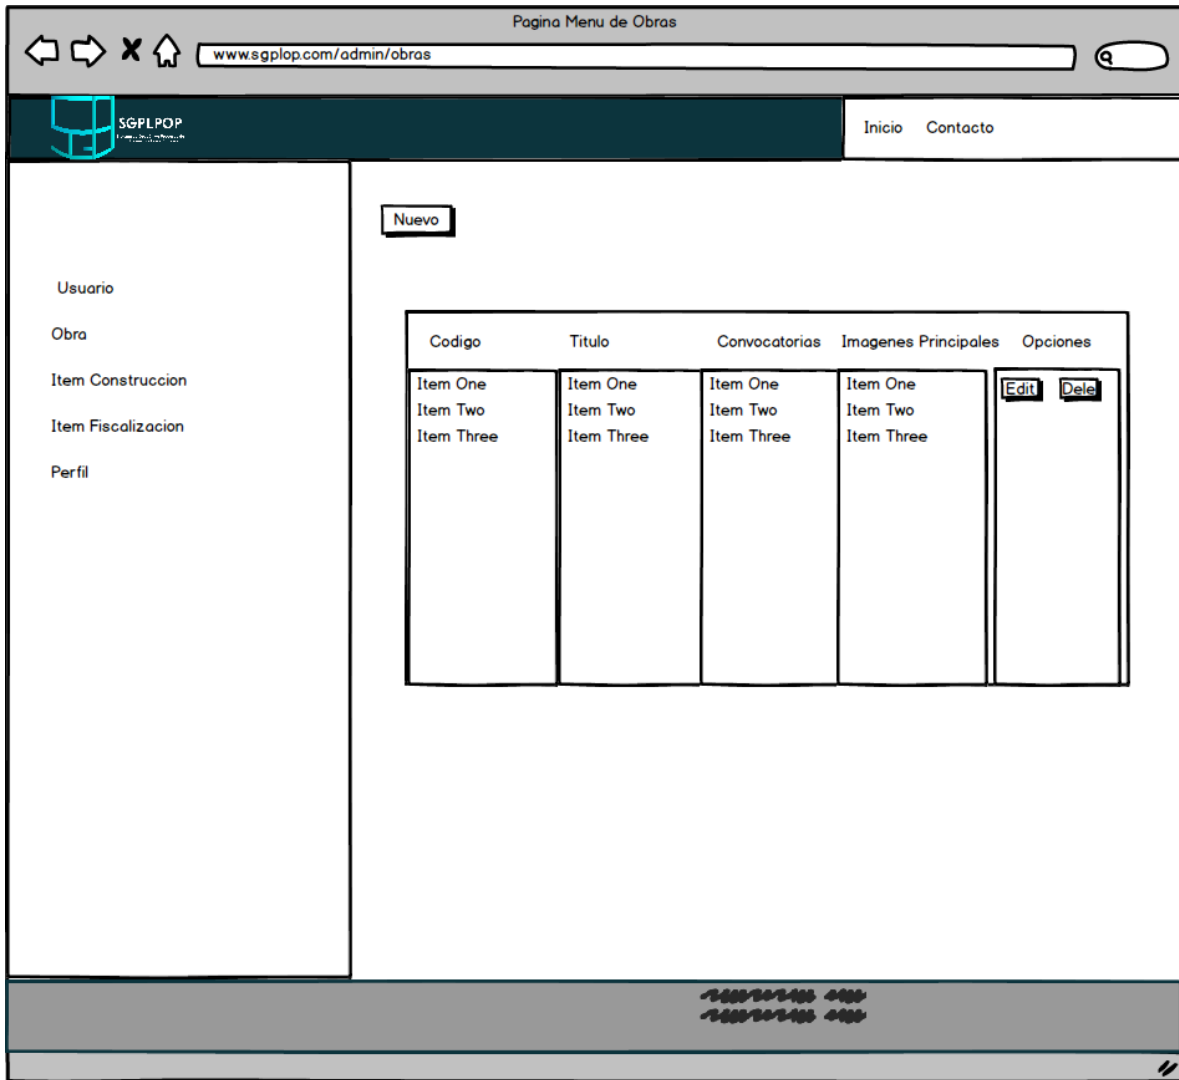 Pagina Menu de Obras
www.sgplop.com/admin/obras
SGPLPOP
Inicio Contacto
Nuevo
Usuario
Obra
Item Construccion
Item Fiscalizacion
Perfil
Codigo Titulo Convocatorias Imagenes Principales Opciones
Item One Item One Item One Item One Edit Dele
Item Two Item Two Item Two Item Two
Item Three Item Three Item Three Item Three